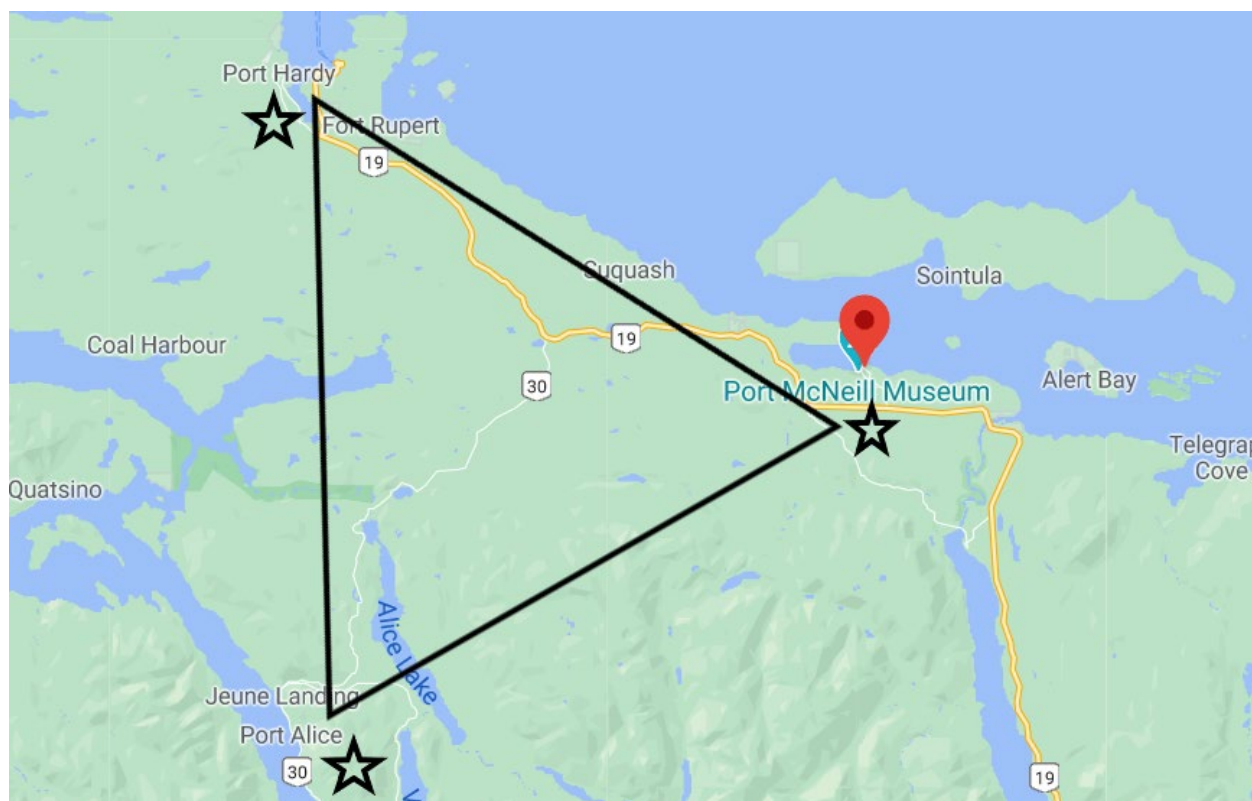 Port Hardy
Fort Rupert
19
Suquash
Sointula
19
Coal Harbour
30
Alert Bay
Port McNeill Museum
Telegrap
Cove
Quatsino
Alice Lake
Jeune Landing
Port Alice
30
19
V